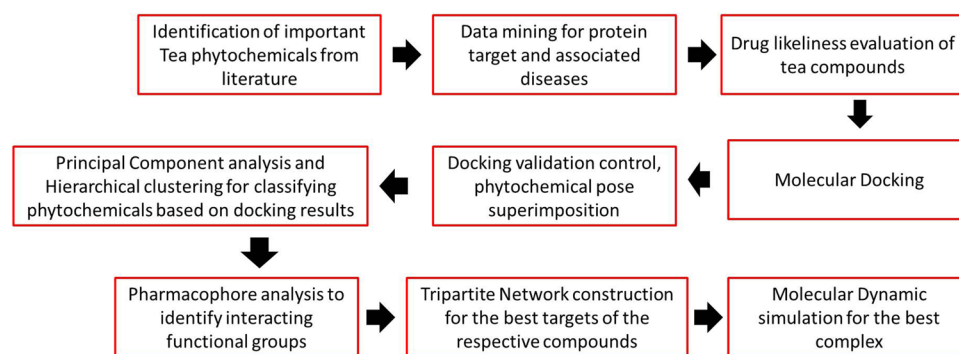 Identification of important
Tea phytochemicals from
literature
Data mining for protein
target and associated
diseases
Drug likeliness evaluation of
tea compounds
Molecular Docking
Docking validation control,
phytochemical pose
superimposition
Principal Component analysis and
Hierarchical clustering for classifying
phytochemicals based on docking results
Pharmacophore analysis to
identify interacting
functional groups
Tripartite Network construction
for the best targets of the
respective compounds
Molecular Dynamic
simulation for the best
complex